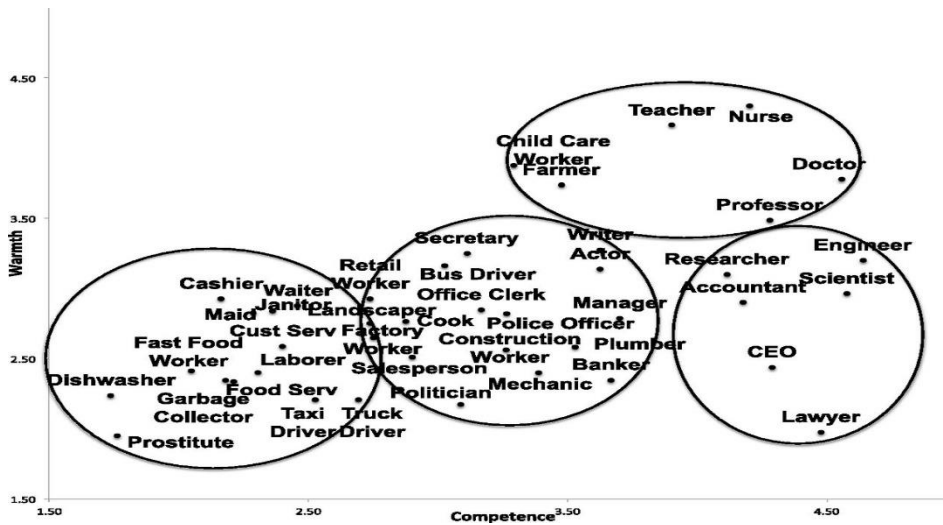 4.50
Teacher
Nurse
Child Care
Worker
Farmer
Doctor
3.50
Professor
Warmth
Secretary
Writer
Actor
Engineer
Retail
Worker
Bus Driver
Researcher
Scientist
Cashier
Waiter
Office Clerk
Accountant
Maid
Janitor
Landscaper
Manager
Cook
Police Officer
Cust Serv
Factory
Worker
Construction
Worker
Plumber
Fast Food
Worker
CEO
2.50
Laborer
Salesperson
Banker
Dishwasher
Food Serv
Mechanic
Garbage
Collector
Politician
Taxi
Driver
Truck
Driver
Lawyer
Prostitute
1.50
1.50
2.50
3.50
4.50
Competence